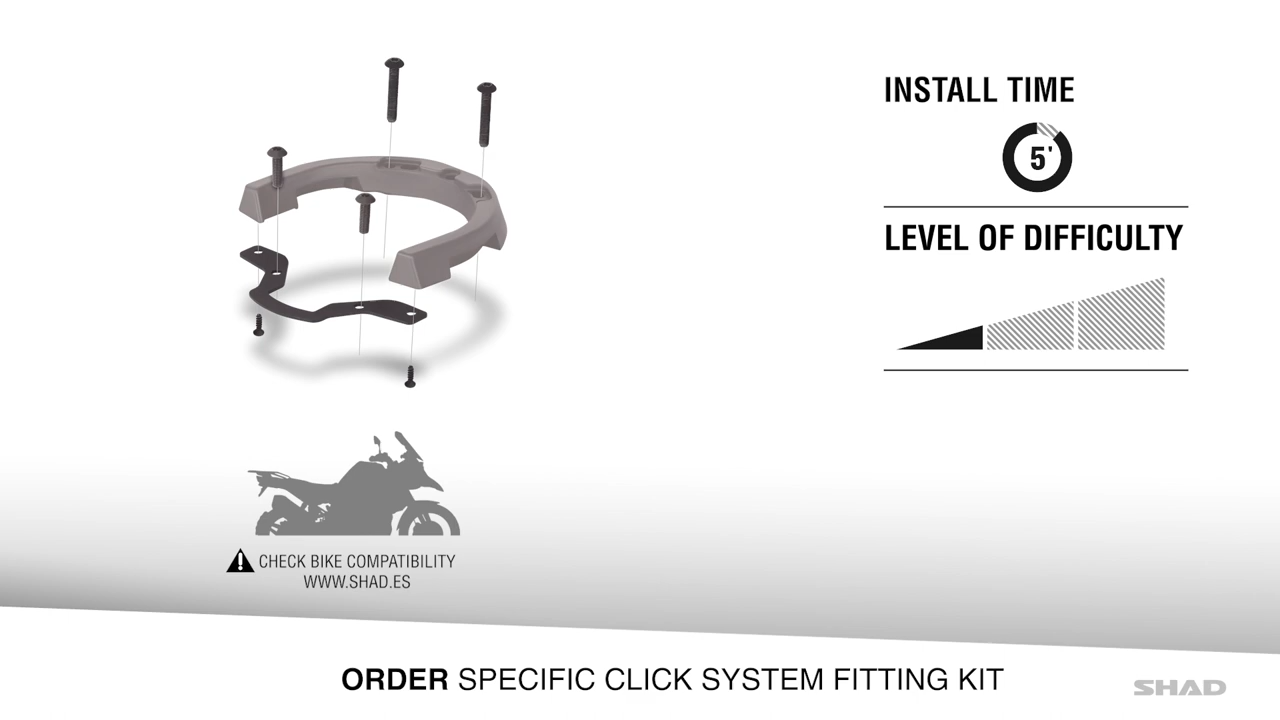 INSTALL TIME
5'
LEVEL OF DIFFICULTY
CHECK BIKE COMPATIBILITY
WWW.SHAD.ES
ORDER SPECIFIC CLICK SYSTEM FITTING KIT
SHAD